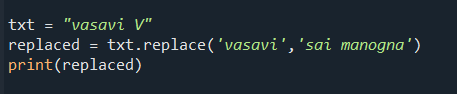 txt = "vasavi V"
replaced = txt.replace('vasavi','sai manogna')
print(replaced)